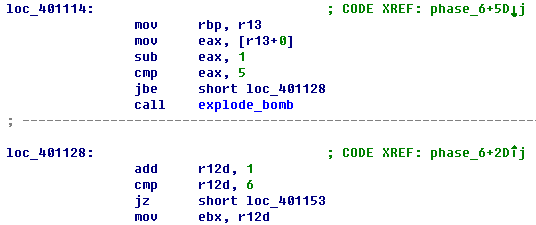 loc_401114: ; CODE XREF: phase_6+5D↓j
mov rbp, r13
mov eax, [r13+0]
sub eax, 1
cmp eax, 5
jbe short loc_401128
call explode_bomb
; ---------------------------------------------------------------------------
loc_401128: ; CODE XREF: phase_6+2D↑j
add r12d, 1
cmp r12d, 6
jz short loc_401153
mov ebx, r12d